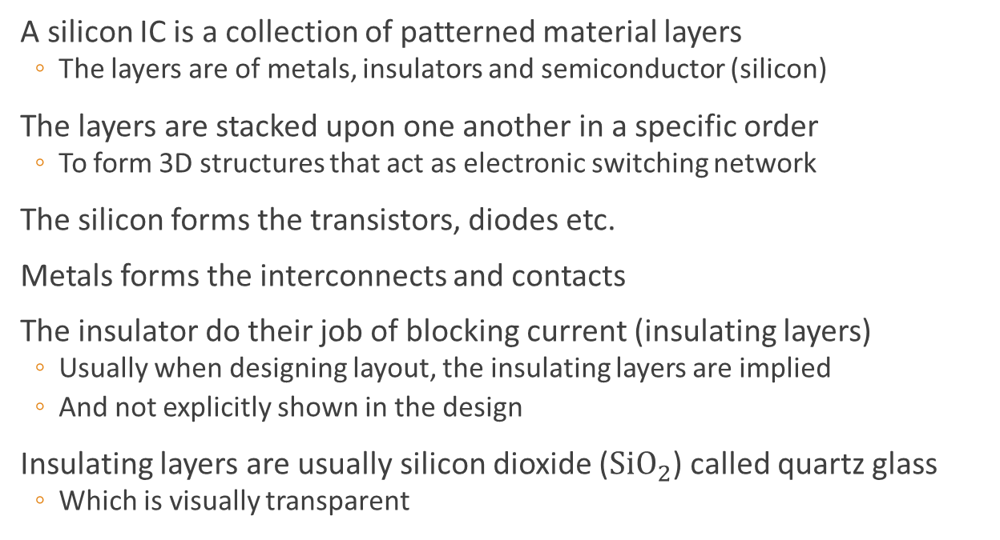 A silicon IC is a collection of patterned material layers
◦ The layers are of metals, insulators and semiconductor (silicon)
The layers are stacked upon one another in a specific order
◦ To form 3D structures that act as electronic switching network
The silicon forms the transistors, diodes etc.
Metals forms the interconnects and contacts
The insulator do their job of blocking current (insulating layers)
◦ Usually when designing layout, the insulating layers are implied
◦ And not explicitly shown in the design
Insulating layers are usually silicon dioxide (SiO₂) called quartz glass
◦ Which is visually transparent